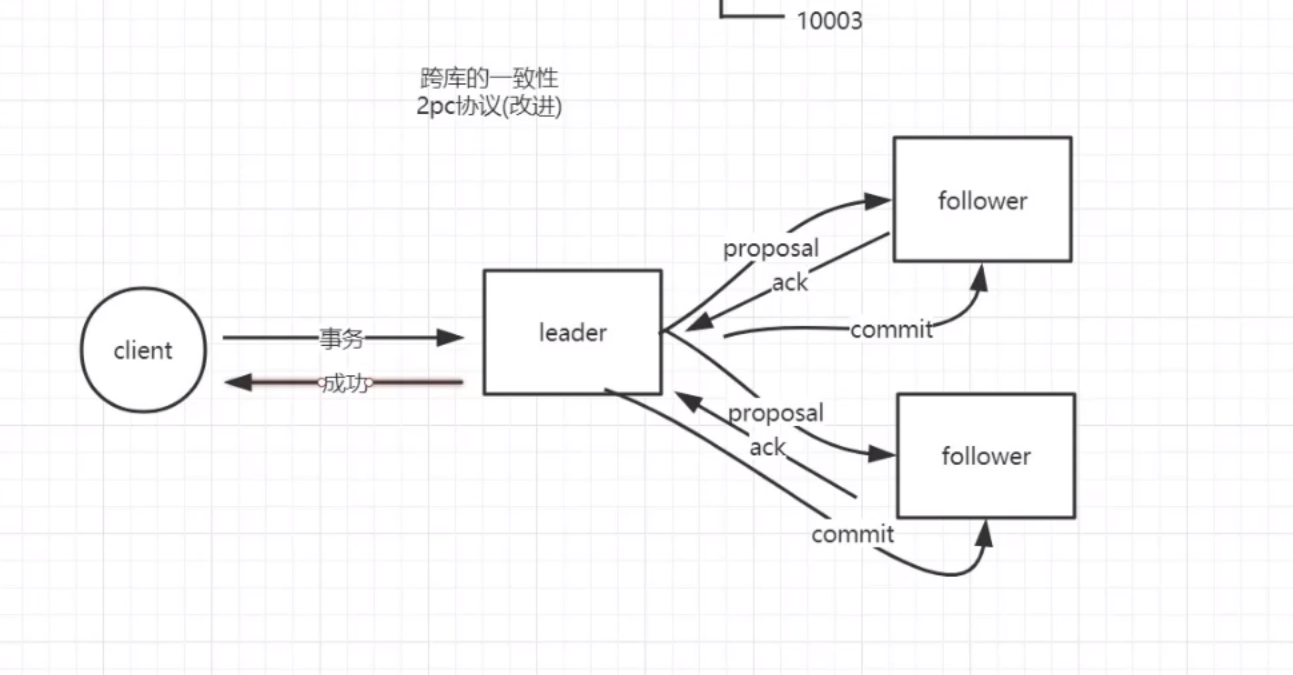 10003
跨库的一致性
2pc协议(改进)
follower
proposal
ack
commit
leader
client
事务
成功
proposal
ack
follower
commit